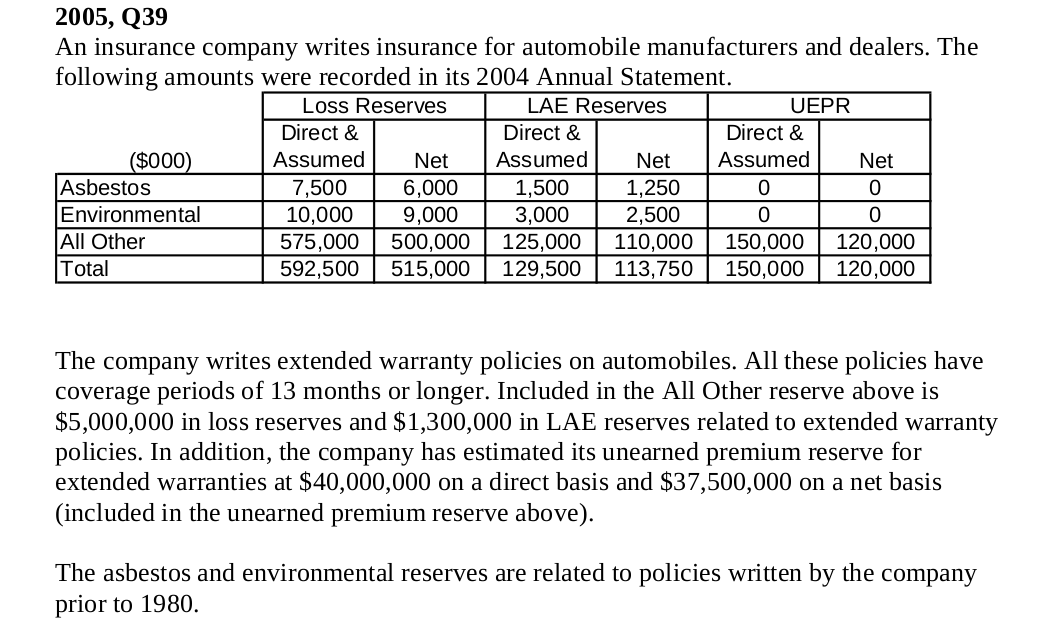 2005, Q39
An insurance company writes insurance for automobile manufacturers and dealers. The
following amounts were recorded in its 2004 Annual Statement.
Loss Reserves LAE Reserves UEPR
Direct & Direct & Direct &
($000) Assumed Net Assumed Net Assumed Net
Asbestos 7,500 6,000 1,500 1,250 0 0
Environmental 10,000 9,000 3,000 2,500 0 0
All Other 575,000 500,000 125,000 110,000 150,000 120,000
Total 592,500 515,000 129,500 113,750 150,000 120,000
The company writes extended warranty policies on automobiles. All these policies have
coverage periods of 13 months or longer. Included in the All Other reserve above is
$5,000,000 in loss reserves and $1,300,000 in LAE reserves related to extended warranty
policies. In addition, the company has estimated its unearned premium reserve for
extended warranties at $40,000,000 on a direct basis and $37,500,000 on a net basis
(included in the unearned premium reserve above).
The asbestos and environmental reserves are related to policies written by the company
prior to 1980.